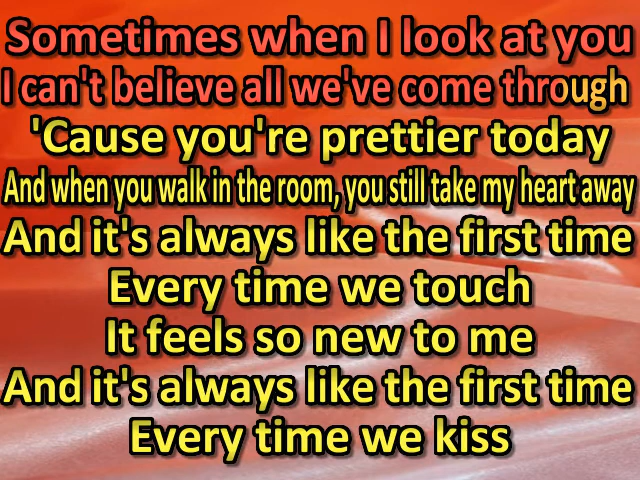 Sometimes when I look at you
I can't believe all we've come through
'Cause you're prettier today
And when you walk in the room, you still take my heart away
And it's always like the first time
Every time we touch
It feels so new to me
And it's always like the first time
Every time we kiss